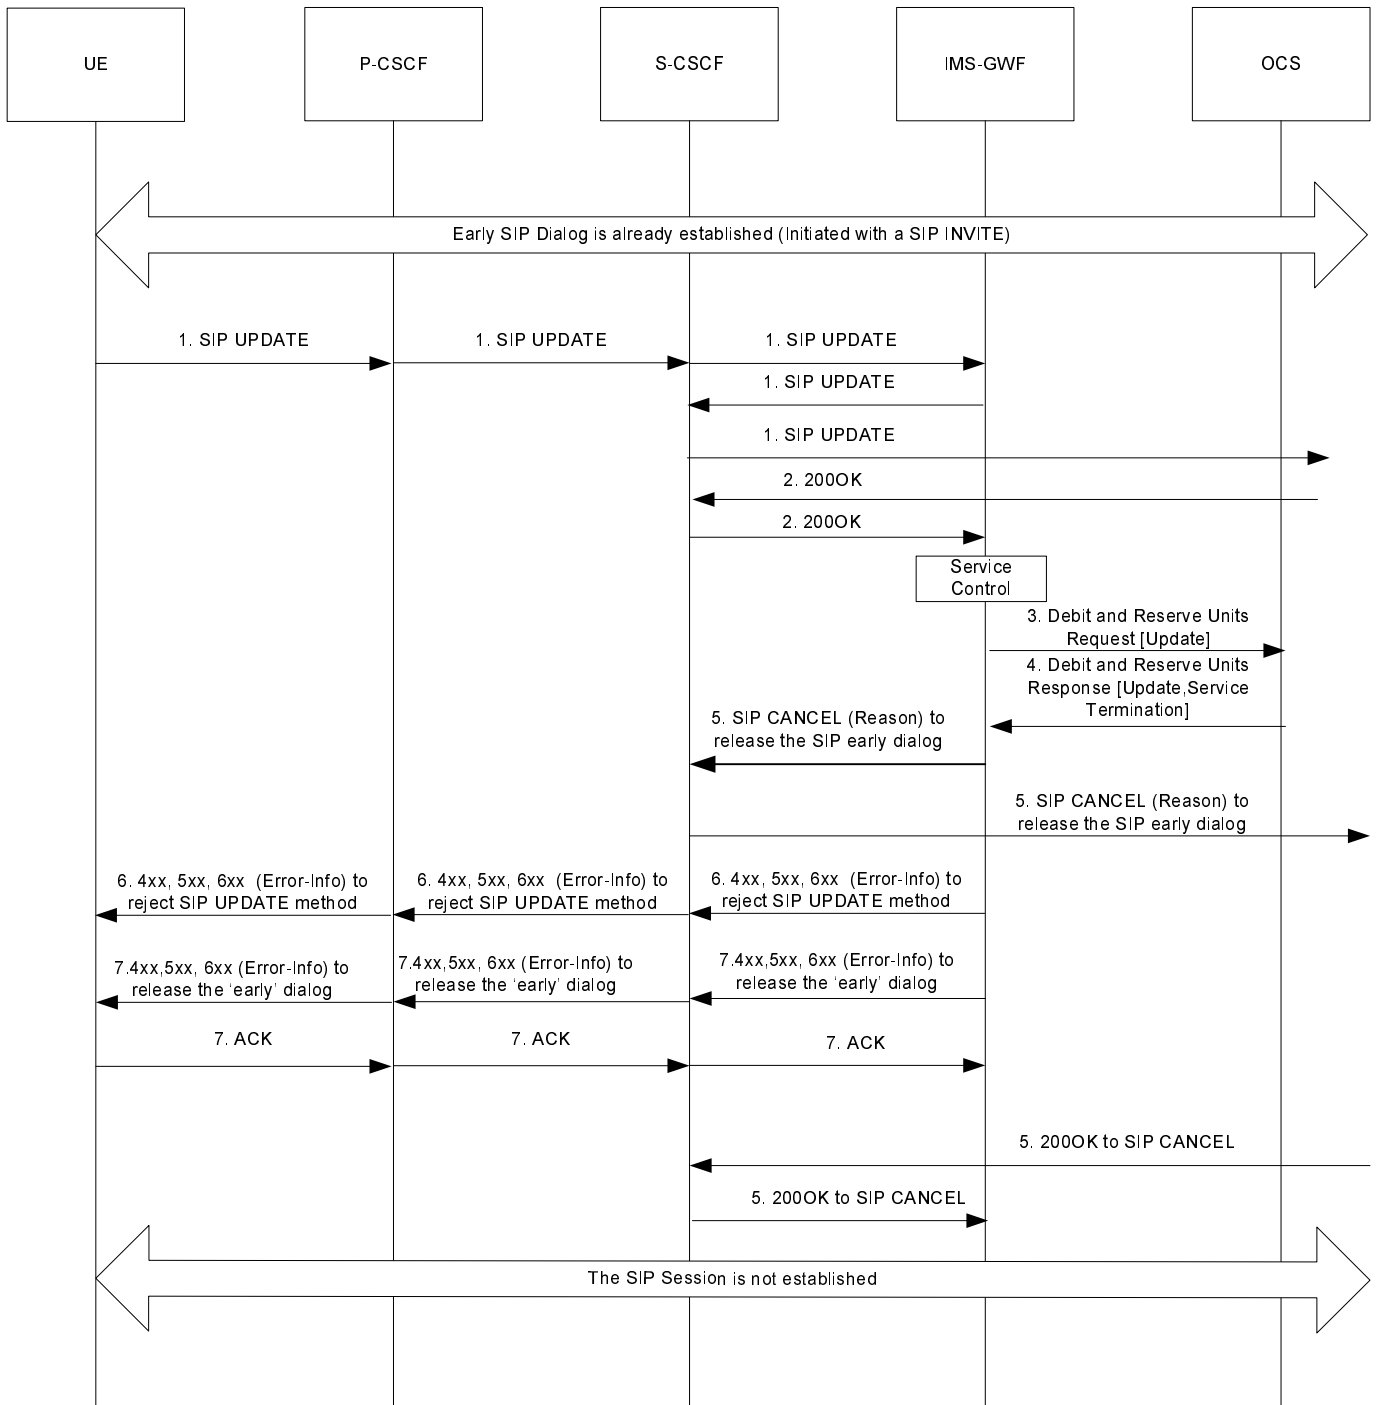 UE
P-CSCF
S-CSCF
IMS-GWF
OCS
Early SIP Dialog is already established (Initiated with a SIP INVITE)
1. SIP UPDATE
1. SIP UPDATE
1. SIP UPDATE
1. SIP UPDATE
1. SIP UPDATE
2. 200OK
2. 200OK
Service
Control
3. Debit and Reserve Units
Request [Update]
4. Debit and Reserve Units
Response [Update,Service
Termination]
5. SIP CANCEL (Reason) to
release the SIP early dialog
5. SIP CANCEL (Reason) to
release the SIP early dialog
6. 4xx, 5xx, 6xx (Error-Info) to
reject SIP UPDATE method
6. 4xx, 5xx, 6xx (Error-Info) to
reject SIP UPDATE method
6. 4xx, 5xx, 6xx (Error-Info) to
reject SIP UPDATE method
7.4xx,5xx, 6xx (Error-Info) to
release the ‘early’ dialog
7.4xx,5xx, 6xx (Error-Info) to
release the ‘early’ dialog
7.4xx,5xx, 6xx (Error-Info) to
release the ‘early’ dialog
7. ACK
7. ACK
7. ACK
5. 200OK to SIP CANCEL
5. 200OK to SIP CANCEL
The SIP Session is not established